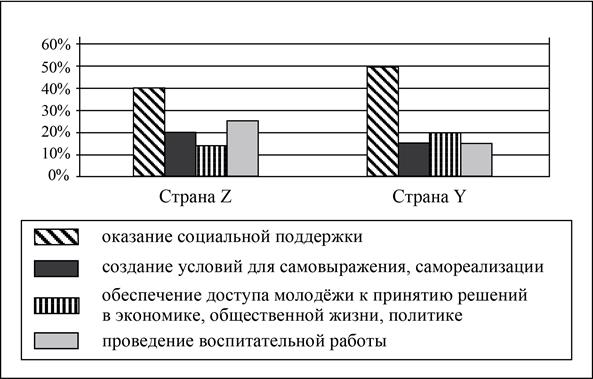 60%
50%
40%
30%
20%
10%
0%
Страна Z Страна Y
оказание социальной поддержки
создание условий для самовыражения, самореализации
обеспечение доступа молодёжи к принятию решений
в экономике, общественной жизни, политике
проведение воспитательной работы